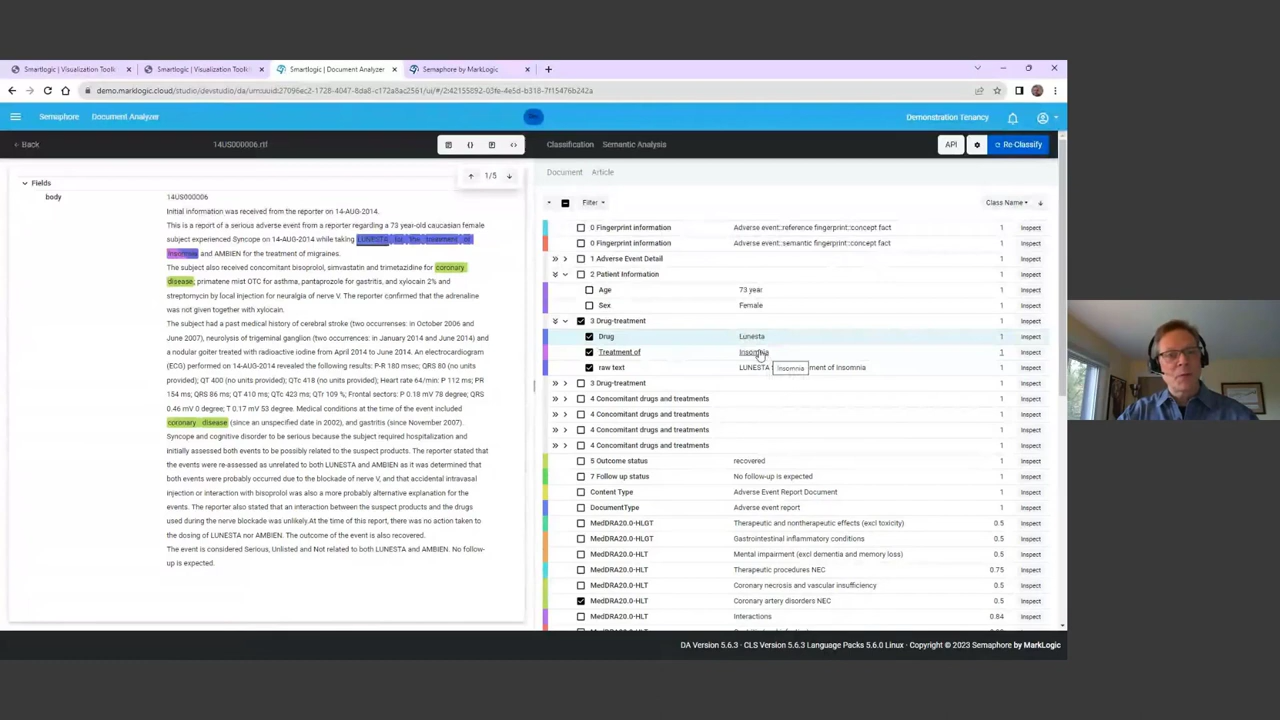 Smartlogic | Visualization Toolk
Smartlogic | Visualization Toolk
Smartlogic | Document Analyzer
Semaphore by MarkLogic
demo.marklogic.cloud/studio/devstudio/da/urn:uuid:27096ec2-1728-4047-8da8-c172a8ac2561/ui/#/2:42155892-03fe-4e5d-b318-7f15476b242a
Semaphore Document Analyzer Demonstration Tenancy
Back 14US000006.rtf
Classification Semantic Analysis API Re-Classify
1/5
Document Article
Fields
body 14US000006
Initial information was received from the reporter on 14-AUG-2014.
This is a report of a serious adverse event from a reporter regarding a 73 year-old caucasian female
subject experienced Syncope on 14-AUG-2014 while taking LUNESTA for the treatment of
insomnia and AMBIEN for the treatment of migraines.
The subject also received concomitant bisoprolol, simvastatin and trimetazidine for coronary
disease; primatene mist OTC for asthma, pantaprozole for gastritis, and xylocain 2% and
streptomycin by local injection for neuralgia of nerve V. The reporter confirmed that the adrenaline
was not given together with xylocain.
The subject had a past medical history of cerebral stroke (two occurrences: in October 2006 and
June 2007), neurolysis of trigeminal ganglion (two occurrences: in January 2014 and June 2014) and
a nodular goiter treated with radioactive iodine from April 2014 to June 2014. An electrocardiogram
(ECG) performed on 14-AUG-2014 revealed the following results: P-R 180 msec, QRS 80 (no units
provided); QT 400 (no units provided); QTc 418 (no units provided); Heart rate 64/min: P 112 ms; PR
154 ms; QRS 86 ms; QT 410 ms; QTc 423 ms; QTr 109 %; Frontal sectors: P 0.18 mV 78 degree; QRS
0.46 mV 0 degree; T 0.17 mV 53 degree. Medical conditions at the time of the event included
coronary disease (since an unspecified date in 2002), and gastritis (since November 2007).
Syncope and cognitive disorder to be serious because the subject required hospitalization and
initially assessed both events to be possibly related to the suspect products. The reporter stated that
the events were re-assessed as unrelated to both LUNESTA and AMBIEN as it was determined that
both events were probably occurred due to the blockade of nerve V, and that accidental intravasal
injection or interaction with bisoprolol was also a more probably alternative explanation for the
events. The reporter also stated that an interaction between the suspect products and the drugs
used during the nerve blockade was unlikely.At the time of this report, there was no action taken to
the dosing of LUNESTA nor AMBIEN. The outcome of the event is also recovered.
The event is considered Serious, Unlisted and Not related to both LUNESTA and AMBIEN. No follow-
up is expected.
Filter Class Name
0 Fingerprint information Adverse event::reference fingerprint::concept fact 1 Inspect
0 Fingerprint information Adverse event::semantic fingerprint::concept fact 1 Inspect
1 Adverse Event Detail 1 Inspect
2 Patient Information 1 Inspect
Age 73 year 1 Inspect
Sex Female 1 Inspect
3 Drug-treatment 1 Inspect
Drug Lunesta 1 Inspect
Treatment of Insomnia 1 Inspect
raw text LUNESTA ment of insomnia 1 Inspect
Insomnia
3 Drug-treatment 1 Inspect
4 Concomitant drugs and treatments 1 Inspect
4 Concomitant drugs and treatments 1 Inspect
4 Concomitant drugs and treatments 1 Inspect
4 Concomitant drugs and treatments 1 Inspect
5 Outcome status recovered 1 Inspect
7 Follow up status No follow-up is expected 1 Inspect
Content Type Adverse Event Report Document 1 Inspect
DocumentType Adverse event report 1 Inspect
MedDRA20.0-HLGT Therapeutic and nontherapeutic effects (excl toxicity) 0.5 Inspect
MedDRA20.0-HLGT Gastrointestinal inflammatory conditions 0.5 Inspect
MedDRA20.0-HLT Mental impairment (excl dementia and memory loss) 0.5 Inspect
MedDRA20.0-HLT Therapeutic procedures NEC 0.75 Inspect
MedDRA20.0-HLT Coronary necrosis and vascular insufficiency 0.5 Inspect
MedDRA20.0-HLT Coronary artery disorders NEC 0.5 Inspect
MedDRA20.0-HLT Interactions 0.84 Inspect
DA Version 5.6.3 - CLS Version 5.6.3 Language Packs 5.6.0 Linux • Copyright © 2023 Semaphore by MarkLogic